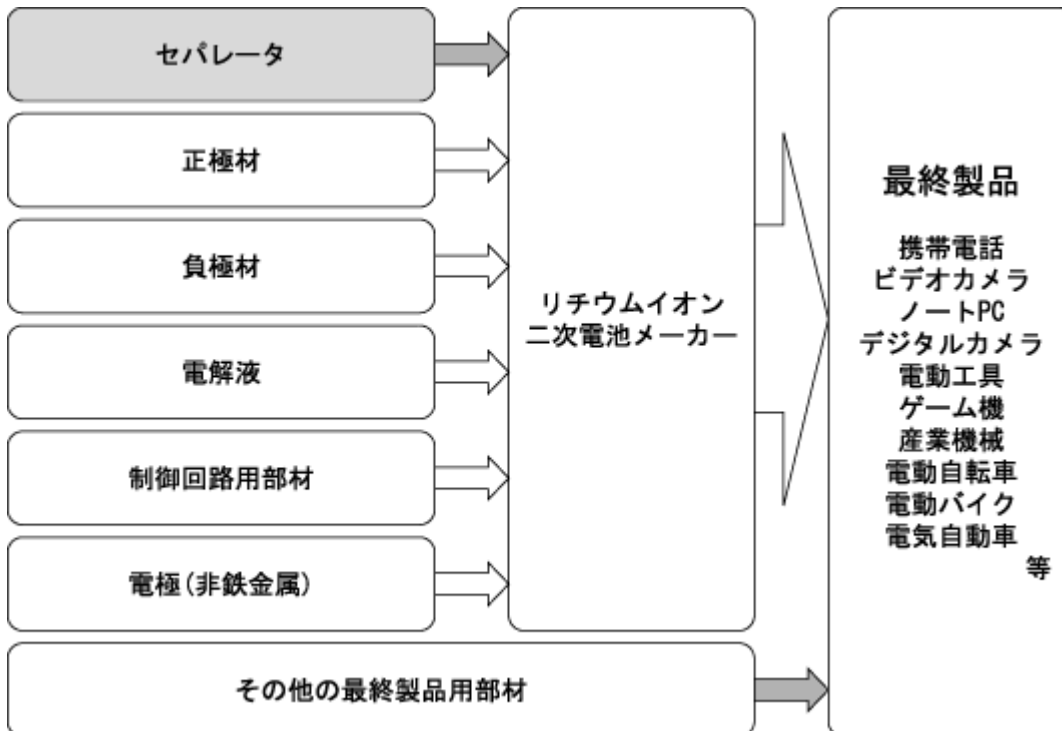 セパレータ
正極材
負極材
電解液
制御回路用部材
電極(非鉄金属)
その他の最終製品用部材
リチウムイオン
二次電池メーカー
最終製品
携帯電話
ビデオカメラ
ノートPC
デジタルカメラ
電動工具
ゲーム機
産業機械
電動自転車
電動バイク
電気自動車
等